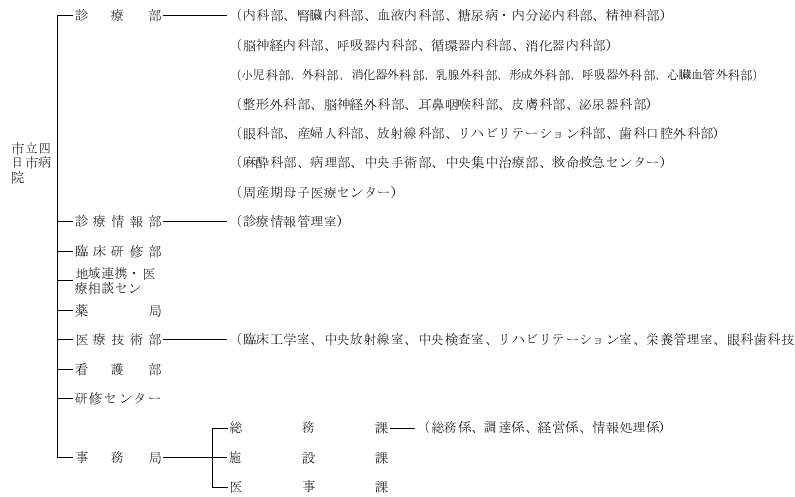 診療部 (内科部、腎臓内科部、血液内科部、糖尿病・内分泌内科部、精神科部)
(脳神経内科部、呼吸器内科部、循環器内科部、消化器内科部)
(小児科部、外科部、消化器外科部、乳腺外科部、形成外科部、呼吸器外科部、心臓血管外科部)
(整形外科部、脳神経外科部、耳鼻咽喉科部、皮膚科部、泌尿器科部)
(眼科部、産婦人科部、放射線科部、リハビリテーション科部、歯科口腔外科部)
市立四
日市病
院
(麻酔科部、病理部、中央手術部、中央集中治療部、救命救急センター)
(周産期母子医療センター)
診療情報部 (診療情報管理室)
臨床研修部
地域連携・医
療相談セン
薬局
医療技術部 (臨床工学室、中央放射線室、中央検査室、リハビリテーション室、栄養管理室、眼科歯科技
看護部
研修センター
総務課 (総務係、調達係、経営係、情報処理係)
事務局 施設課
医事課